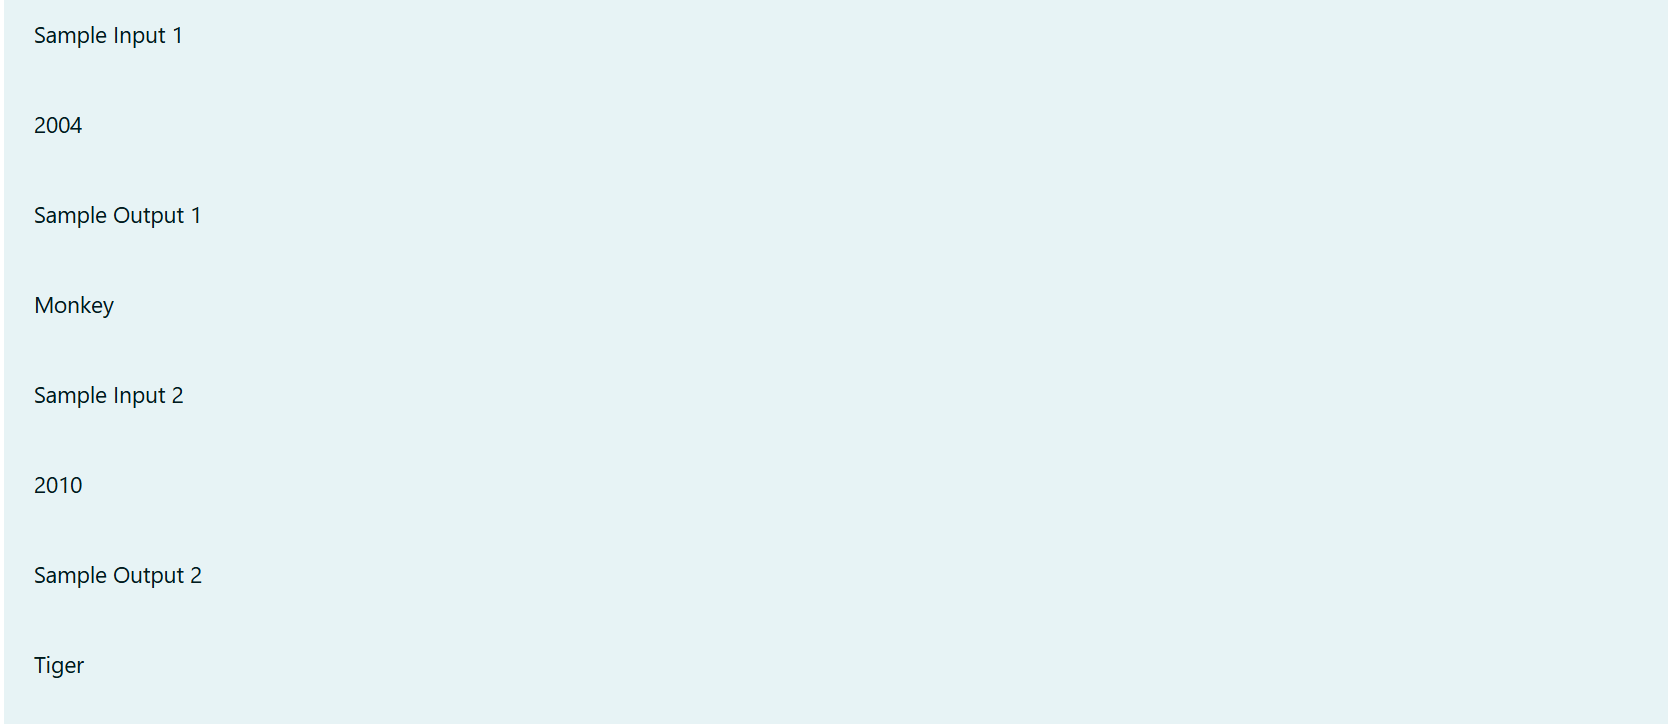 Sample Input 1
2004
Sample Output 1
Monkey
Sample Input 2
2010
Sample Output 2
Tiger